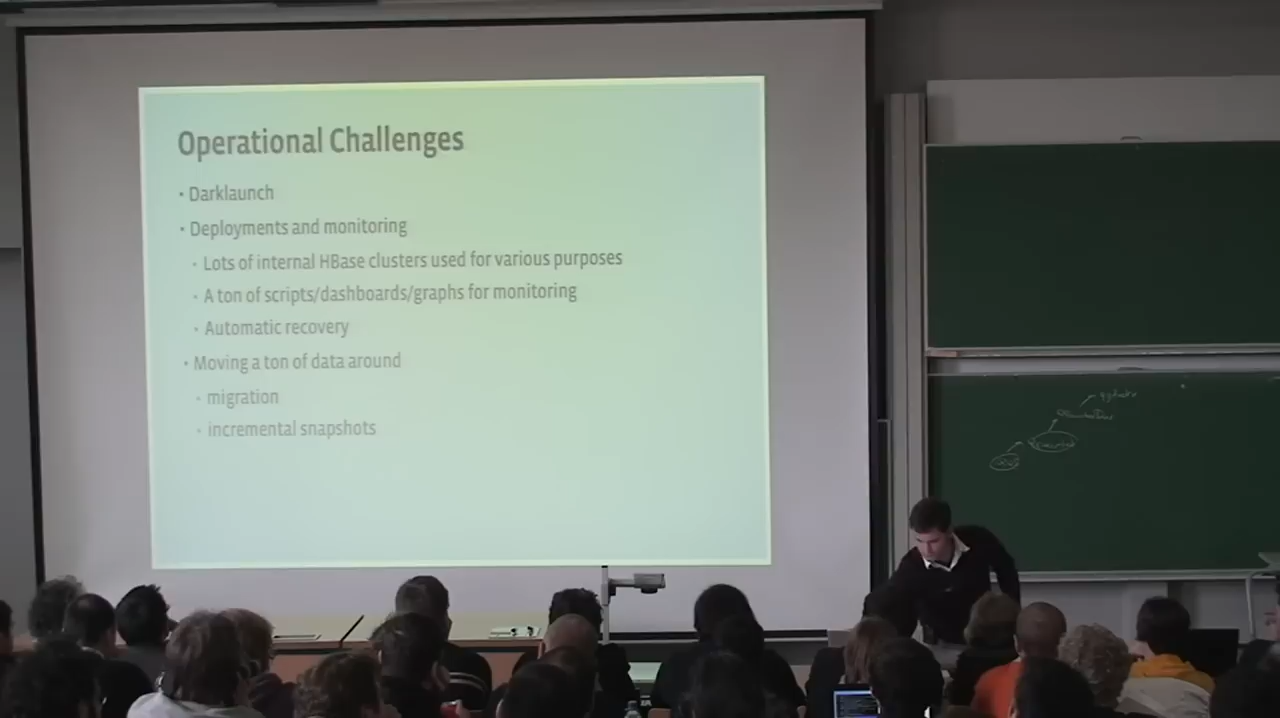 Operational Challenges
• Darklaunch
• Deployments and monitoring
• Lots of internal HBase clusters used for various purposes
• A ton of scripts/dashboards/graphs for monitoring
• Automatic recovery
• Moving a ton of data around
• migration
• incremental snapshots